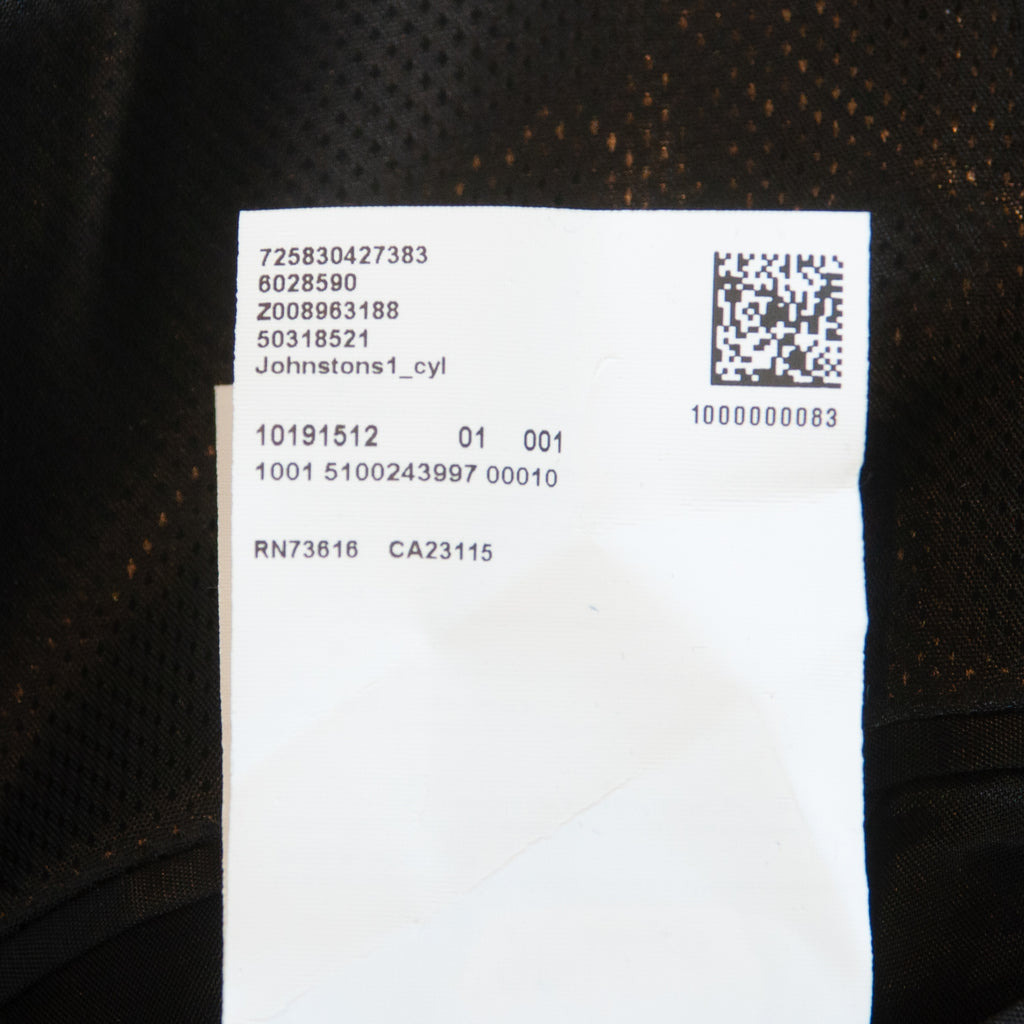 725830427383
6028590
Z008963188
50318521
Johnstons1_cyl
1000000083
10191512 01 001
1001 5100243997 00010
RN73616 CA23115